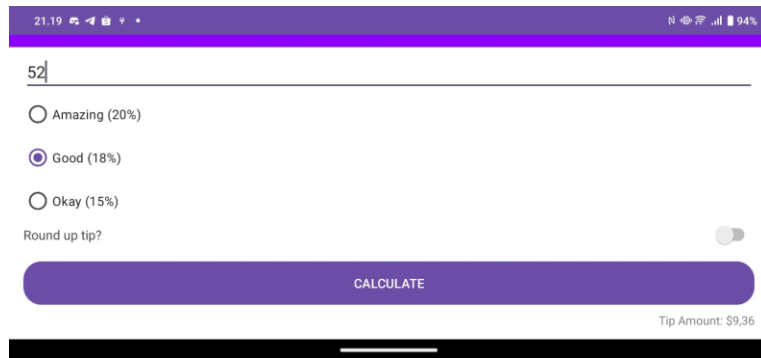 21.19 94%
52
Amazing (20%)
Good (18%)
Okay (15%)
Round up tip?
CALCULATE
Tip Amount: $9,36